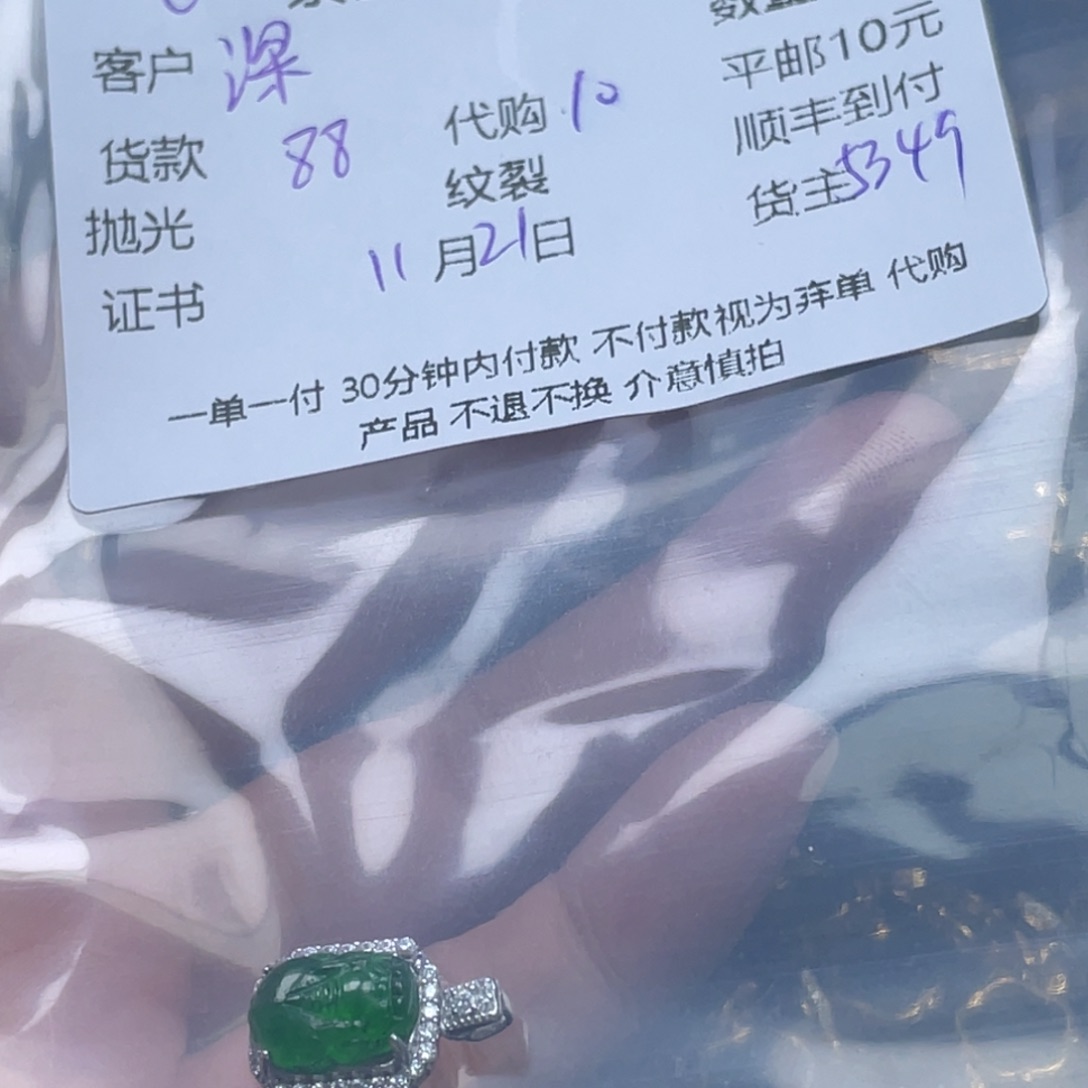 客户 深
平邮10元
货款 88 代购 10
顺丰到付
抛光 纹裂
货主5349
证书 11月21日
一单一付 30分钟内付款 不付款视为弃单 代购
产品 不退不换 介意慎拍